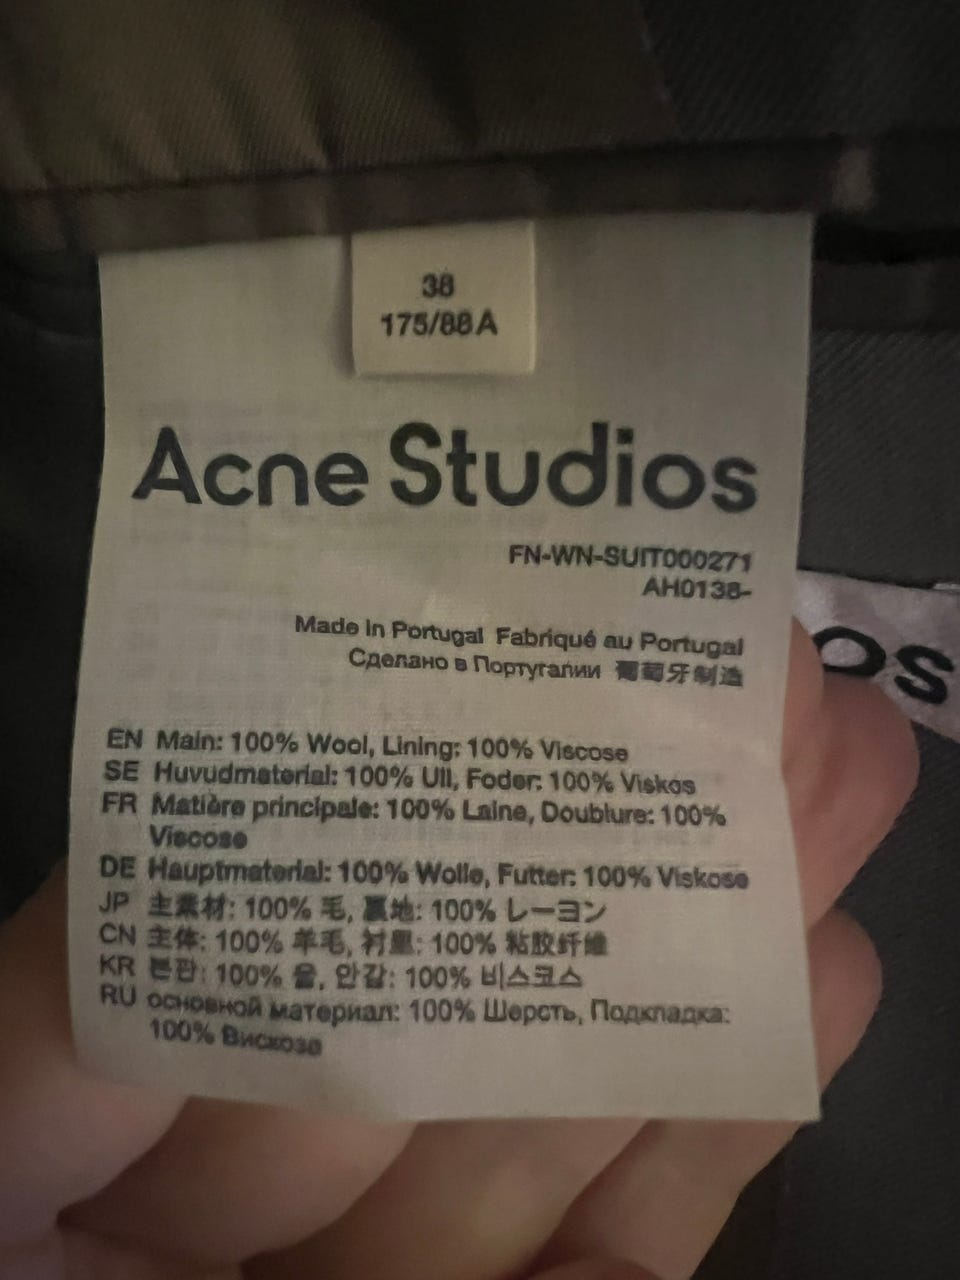 38
175/88A
Acne Studios
FN-WN-SUIT000271
AH0138-
Made in Portugal Fabriqué au Portugal
Сделано в Португалии 葡萄牙制造
os
EN Main: 100% Wool, Lining: 100% Viscose
SE Huvudmaterial: 100% Ull, Foder: 100% Viskos
FR Matière principale: 100% Laine, Doublure: 100%
Viscose
DE Hauptmaterial: 100% Wolle, Futter: 100% Viskose
JP 主素材: 100% 毛, 裏地: 100% レーヨン
CN 主体: 100% 羊毛, 衬里: 100% 粘胶纤维
KR 본판: 100% 울, 안감: 100% 비스코스
RU основной материал: 100% Шерсть, Подкладка:
100% Вискоза